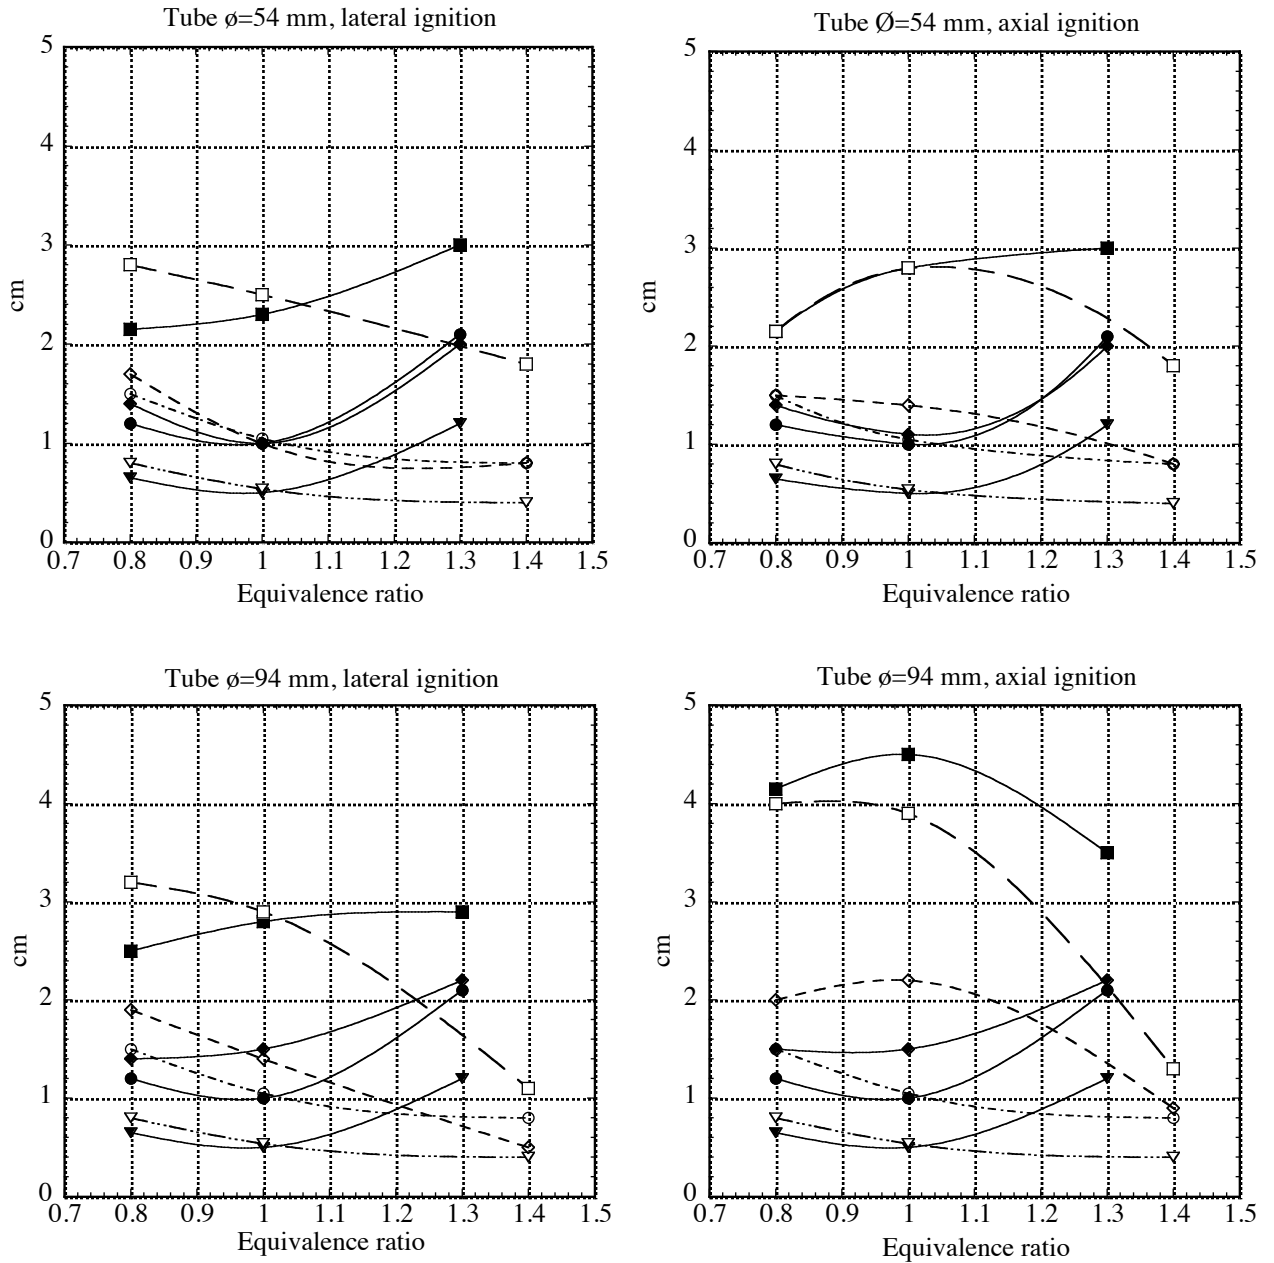 Tube ø=54 mm, lateral ignition
5
4
3
2
1
0
cm
0.7 0.8 0.9 1 1.1 1.2 1.3 1.4 1.5
Equivalence ratio
Tube Ø=54 mm, axial ignition
5
4
3
2
1
0
cm
0.7 0.8 0.9 1 1.1 1.2 1.3 1.4 1.5
Equivalence ratio
Tube ø=94 mm, lateral ignition
5
4
3
2
1
0
cm
0.7 0.8 0.9 1 1.1 1.2 1.3 1.4 1.5
Equivalence ratio
Tube ø=94 mm, axial ignition
5
4
3
2
1
0
cm
0.7 0.8 0.9 1 1.1 1.2 1.3 1.4 1.5
Equivalence ratio